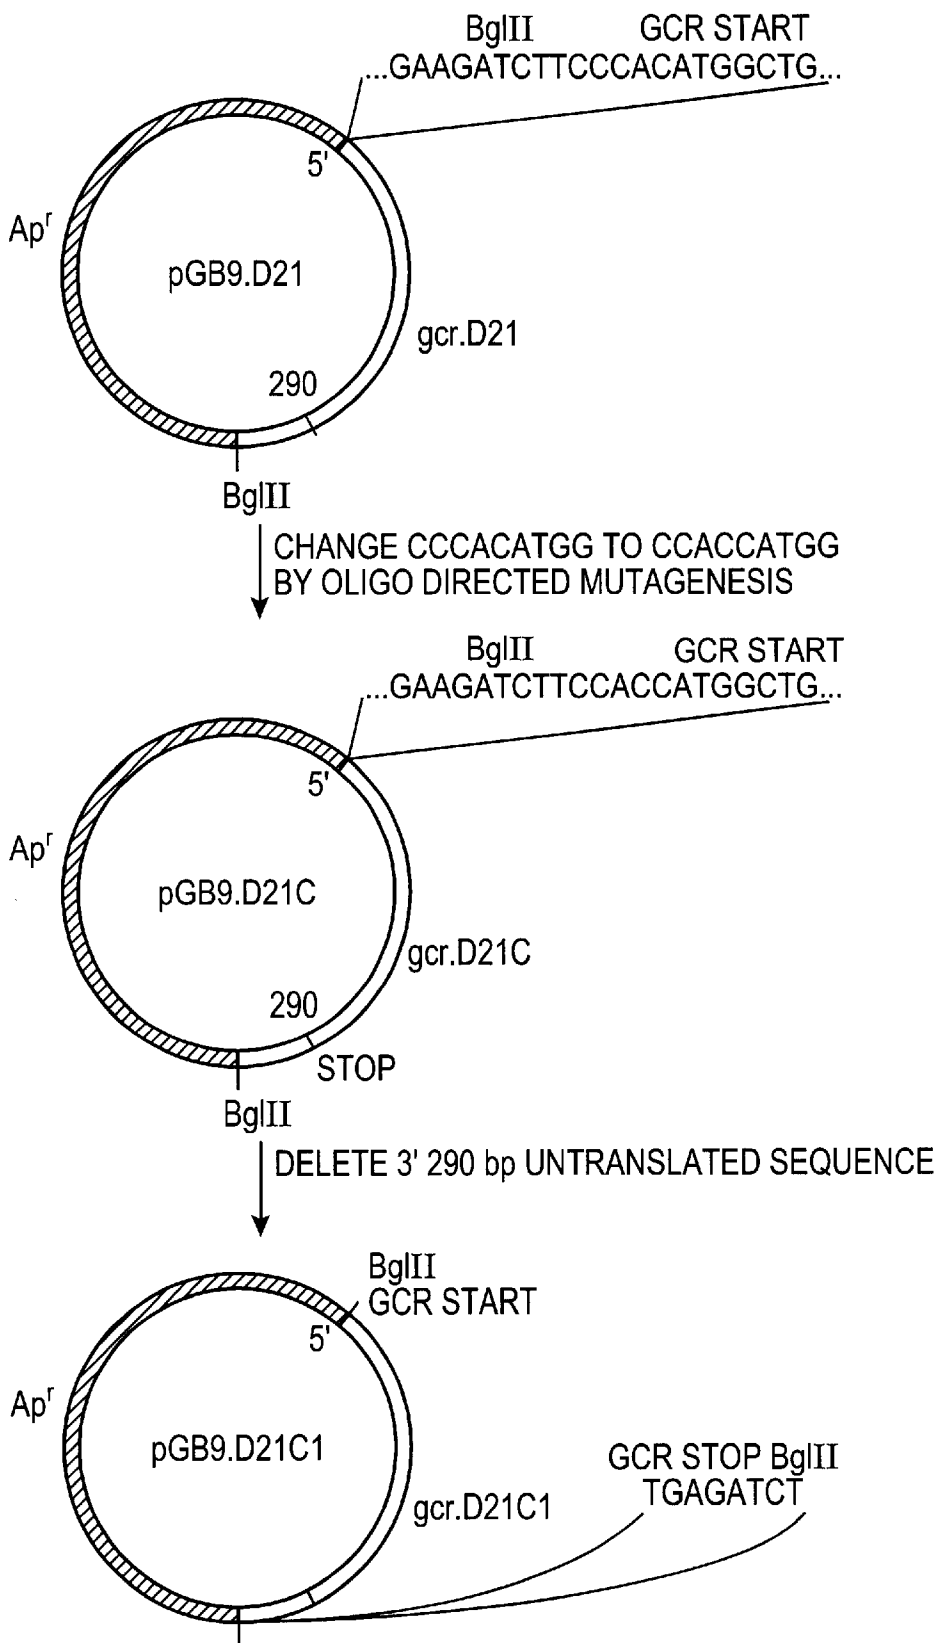 BglII GCR START
...GAAGATCTTCCCACATGGCTG...
5'
Apr
pGB9.D21
gcr.D21
290
BglII
CHANGE CCCACATGG TO CCACCATGG
BY OLIGO DIRECTED MUTAGENESIS
BglII GCR START
...GAAGATCTTCCACCATGGCTG...
5'
Apr
pGB9.D21C
gcr.D21C
290
STOP
BglII
DELETE 3' 290 bp UNTRANSLATED SEQUENCE
BglII
GCR START
5'
Apr
pGB9.D21C1
GCR STOP BglII
TGAGATCT
gcr.D21C1